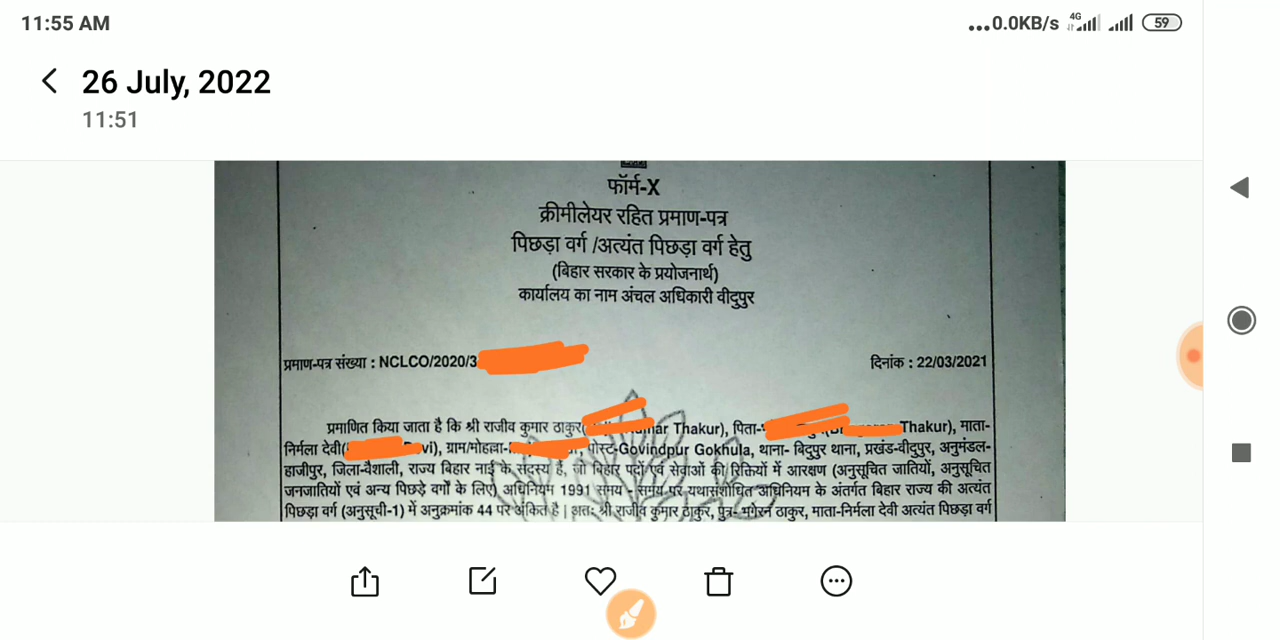 11:55 AM
...0.0KB/s 4G 59
26 July, 2022
11:51
फॉर्म-X
क्रीमीलेयर रहित प्रमाण-पत्र
पिछड़ा वर्ग /अत्यंत पिछड़ा वर्ग हेतु
(बिहार सरकार के प्रयोजनार्थ)
कार्यालय का नाम अंचल अधिकारी वीदुपुर
प्रमाण-पत्र संख्या : NCLCO/2020/3
दिनांक : 22/03/2021
प्रमाणित किया जाता है कि श्री राजीव कुमार ठाकुर( Thakur), पिता- Thakur), माता-
निर्मला देवी( ), ग्राम/मोहल्ला- पोस्ट-Govindpur Gokhula, थाना- बिदुपुर थाना, प्रखंड-वीदुपुर, अनुमंडल-
हाजीपुर, जिला-वैशाली, राज्य बिहार नाई के सदस्य है, जो बिहार पदों एवं सेवाओं की रिक्तियों में आरक्षण (अनुसूचित जातियों, अनुसूचित
जनजातियों एवं अन्य पिछड़े वर्गों के लिए) अधिनियम 1991 समय - समय पर यथासंशोधित अधिनियम के अंतर्गत बिहार राज्य की अत्यंत
पिछड़ा वर्ग (अनुसूची-1) में अनुक्रमांक 44 पर अंकित है | अतः श्री राजीव कुमार ठाकुर, पुत्र- ठाकुर, माता-निर्मला देवी अत्यंत पिछड़ा वर्ग